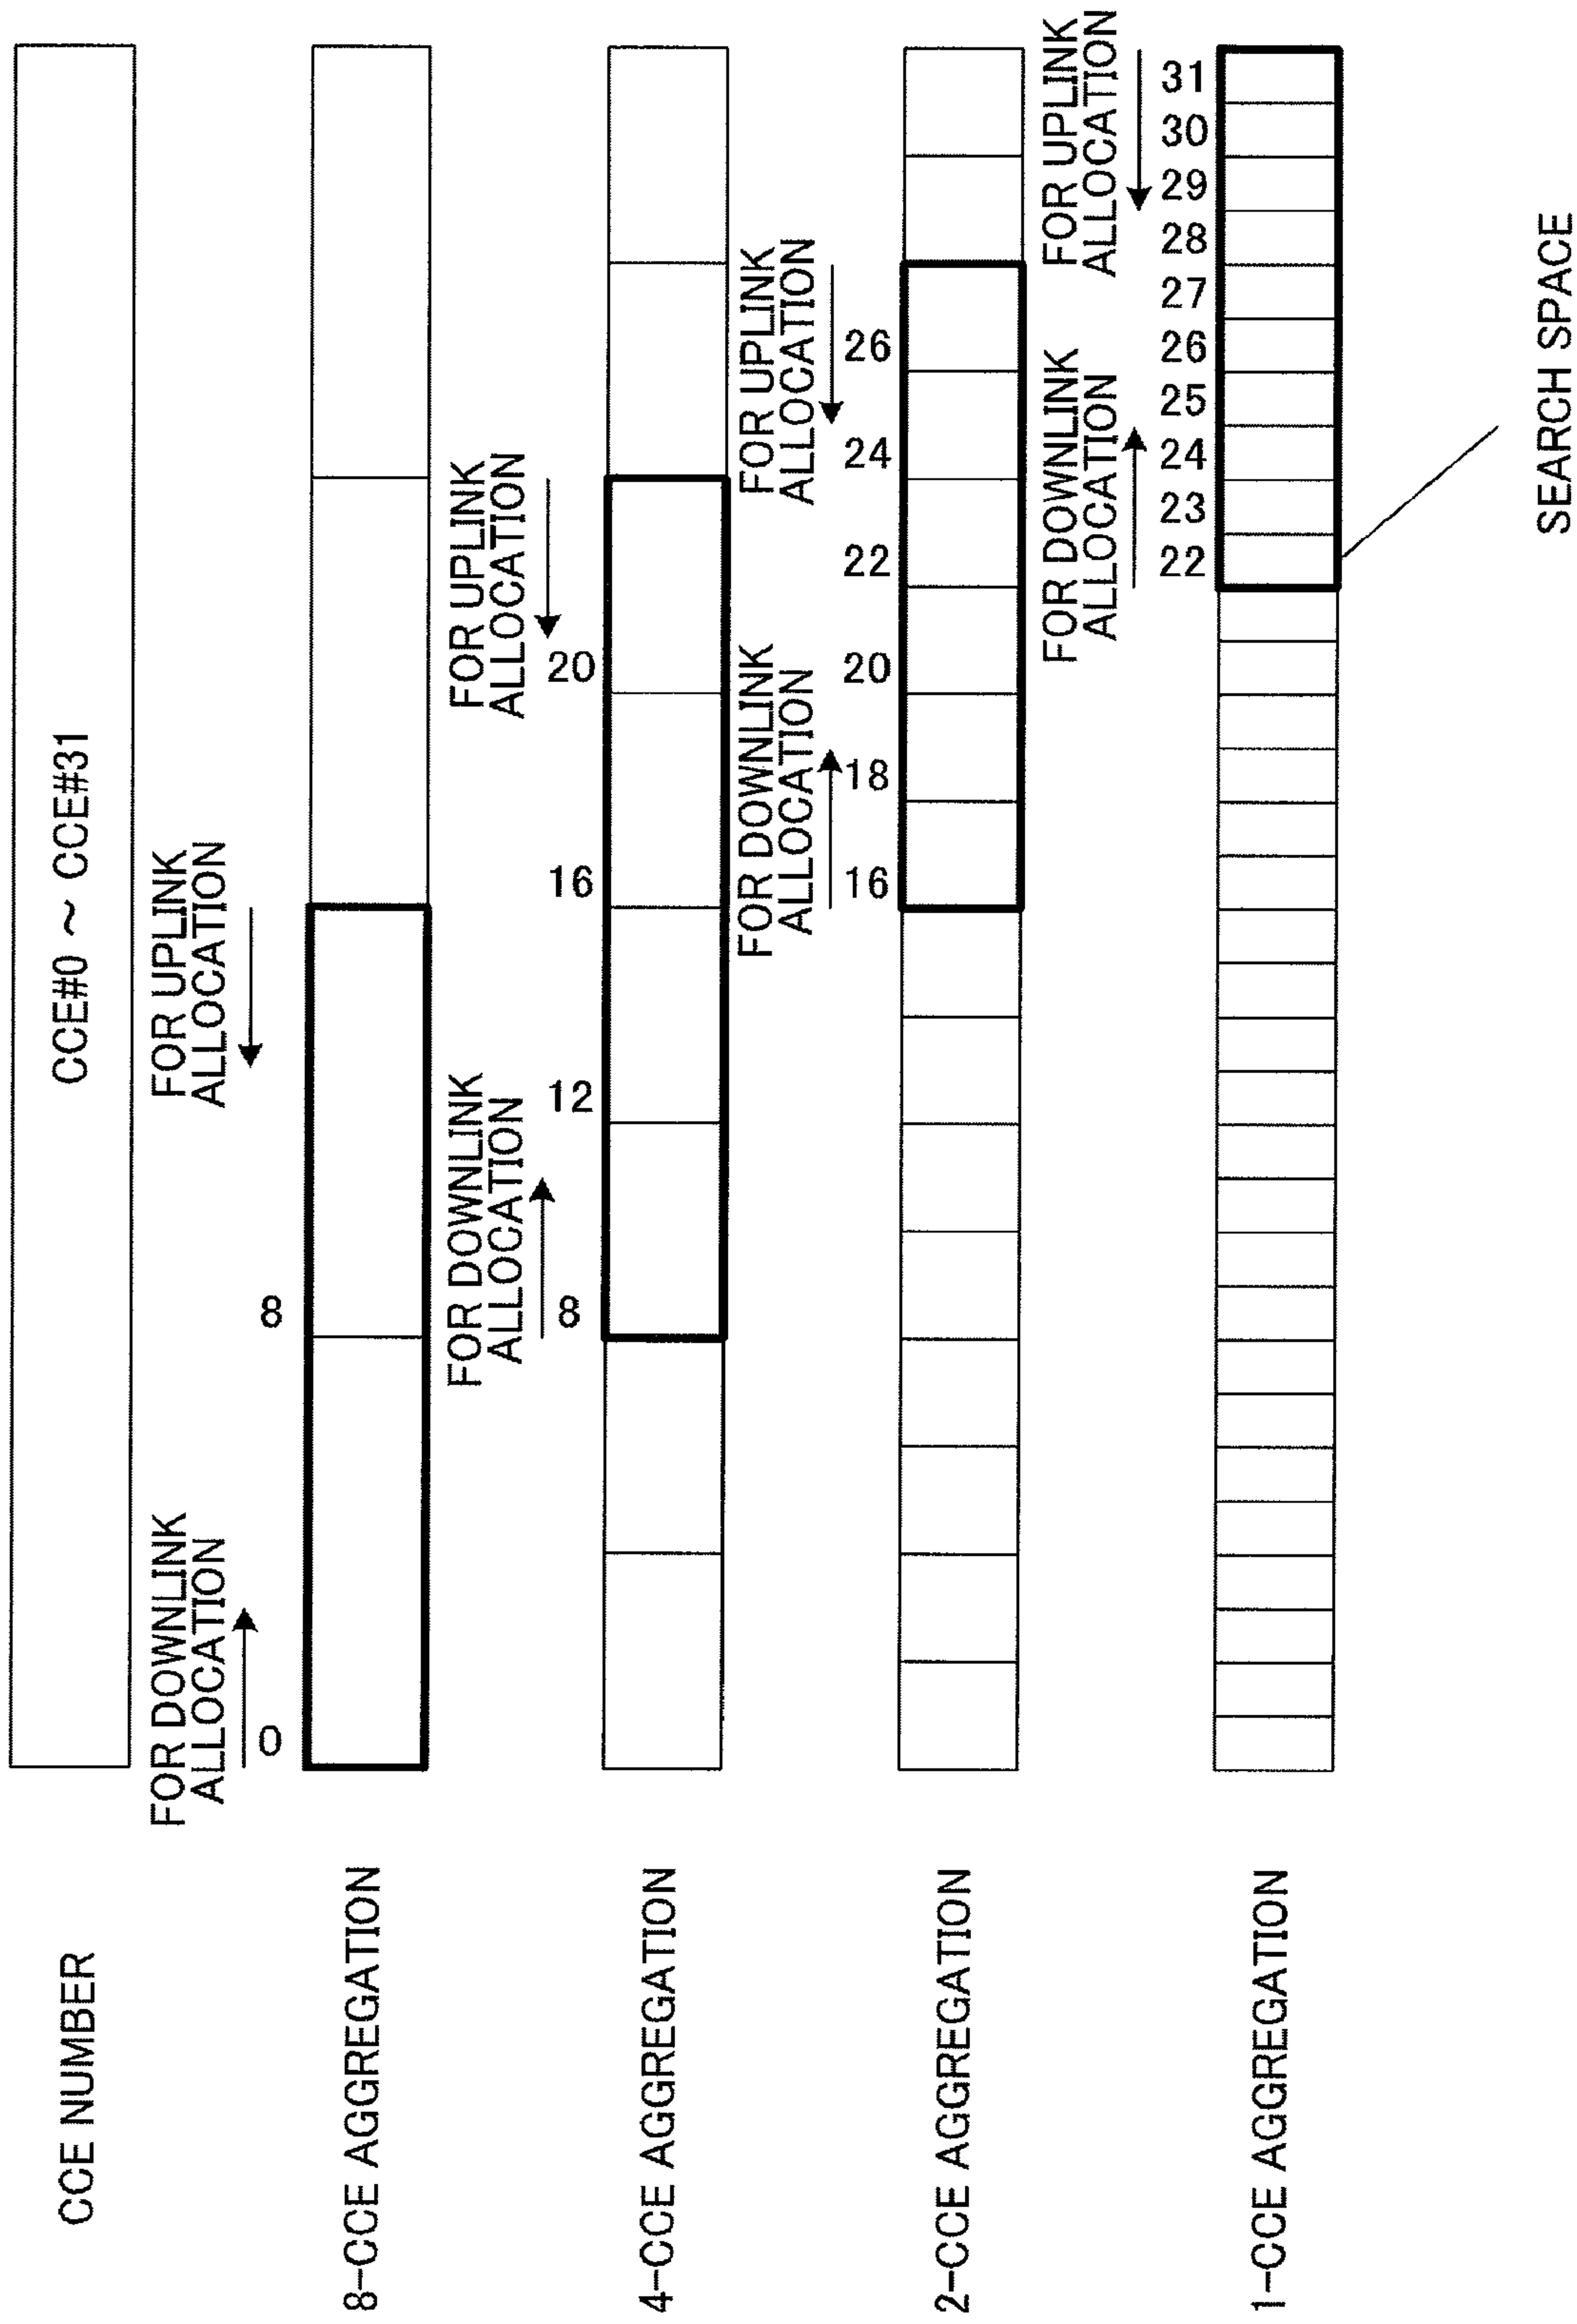 CCE NUMBER
CCE#0 ~ CCE#31
FOR DOWNLINK
ALLOCATION
FOR UPLINK
ALLOCATION
8-CCE AGGREGATION
0
8
FOR DOWNLINK
ALLOCATION
FOR UPLINK
ALLOCATION
4-CCE AGGREGATION
8
12
16
20
FOR DOWNLINK
ALLOCATION
FOR UPLINK
ALLOCATION
2-CCE AGGREGATION
16
18
20
22
24
26
FOR DOWNLINK
ALLOCATION
FOR UPLINK
ALLOCATION
1-CCE AGGREGATION
22
23
24
25
26
27
28
29
30
31
SEARCH SPACE